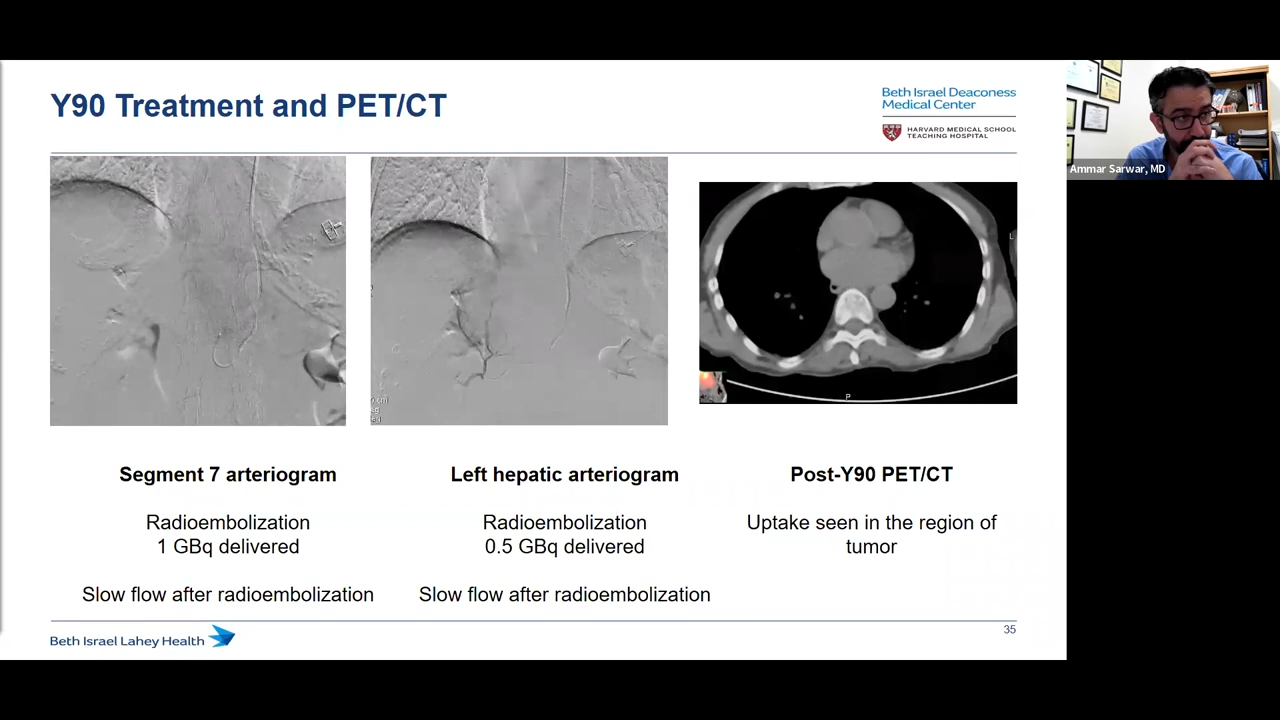 Y90 Treatment and PET/CT
Beth Israel Deaconess
Medical Center
HARVARD MEDICAL SCHOOL
TEACHING HOSPITAL
Ammar Sarwar, MD
L
P
Segment 7 arteriogram
Radioembolization
1 GBq delivered
Slow flow after radioembolization
Left hepatic arteriogram
Radioembolization
0.5 GBq delivered
Slow flow after radioembolization
Post-Y90 PET/CT
Uptake seen in the region of
tumor
Beth Israel Lahey Health
35